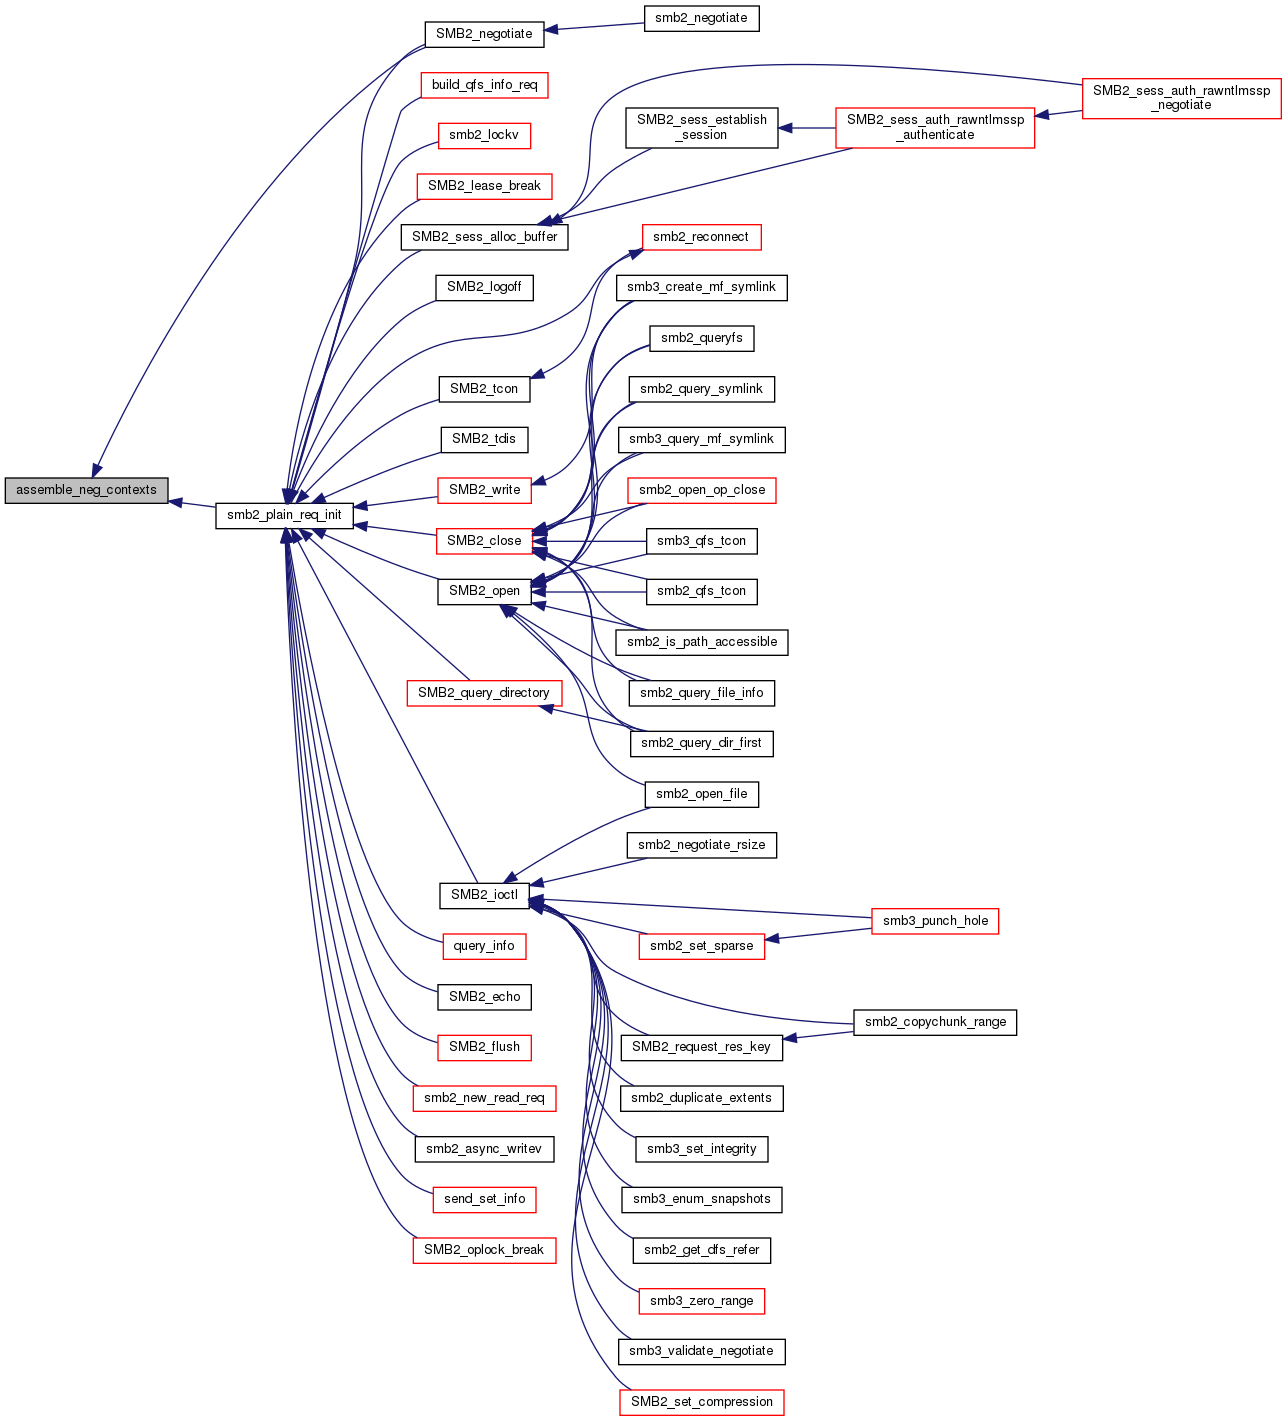 smb2_negotiate
SMB2_negotiate
build_qfs_info_req
SMB2_sess_auth_rawntlmssp
_negotiate
SMB2_sess_establish
_session
SMB2_sess_auth_rawntlmssp
_authenticate
smb2_lockv
SMB2_lease_break
SMB2_sess_alloc_buffer
smb2_reconnect
SMB2_logoff
smb3_create_mf_symlink
smb2_queryfs
SMB2_tcon
smb2_query_symlink
SMB2_tdis
smb3_query_mf_symlink
assemble_neg_contexts
SMB2_write
smb2_open_op_close
smb2_plain_req_init
SMB2_close
smb3_qfs_tcon
SMB2_open
smb2_qfs_tcon
smb2_is_path_accessible
SMB2_query_directory
smb2_query_file_info
smb2_query_dir_first
smb2_open_file
smb2_negotiate_rsize
SMB2_ioctl
smb3_punch_hole
query_info
smb2_set_sparse
SMB2_echo
smb2_copychunk_range
SMB2_flush
SMB2_request_res_key
smb2_new_read_req
smb2_duplicate_extents
smb2_async_writev
smb3_set_integrity
send_set_info
smb3_enum_snapshots
SMB2_oplock_break
smb2_get_dfs_refer
smb3_zero_range
smb3_validate_negotiate
SMB2_set_compression